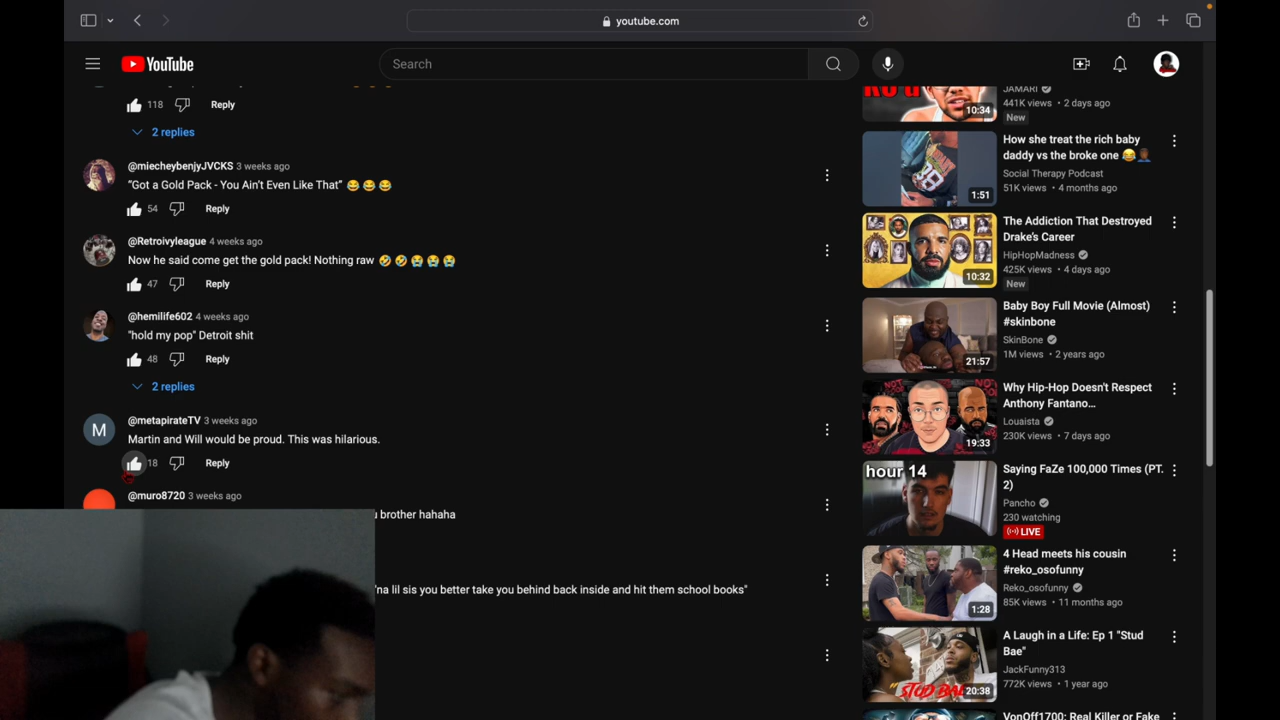 youtube.com
YouTube
Search
118
Reply
2 replies
@miecheybenjyJVCKS 3 weeks ago
“Got a Gold Pack - You Ain’t Even Like That” 😂😂😂
54
Reply
@Retroivyleague 4 weeks ago
Now he said come get the gold pack! Nothing raw 🤣🤣😭😭😭
47
Reply
@hemilife602 4 weeks ago
"hold my pop" Detroit shit
48
Reply
2 replies
M
@metapirateTV 3 weeks ago
Martin and Will would be proud. This was hilarious.
18
Reply
@muro8720 3 weeks ago
brother hahaha
'na lil sis you better take you behind back inside and hit them school books"
10:34
JAMARI
441K views • 2 days ago
New
1:51
How she treat the rich baby
daddy vs the broke one 😂🤦🏾‍♂️
Social Therapy Podcast
51K views • 4 months ago
10:32
The Addiction That Destroyed
Drake's Career
HipHopMadness
425K views • 4 days ago
New
21:57
Baby Boy Full Movie (Almost)
#skinbone
SkinBone
1M views • 2 years ago
19:33
Why Hip-Hop Doesn't Respect
Anthony Fantano...
Louaista
230K views • 7 days ago
hour 14
Saying FaZe 100,000 Times (PT.
2)
Pancho
230 watching
LIVE
1:28
4 Head meets his cousin
#reko_osofunny
Reko_osofunny
85K views • 11 months ago
STUD BAE
20:38
A Laugh in a Life: Ep 1 "Stud
Bae"
JackFunny313
772K views • 1 year ago
VonOff1700: Real Killer or Fake